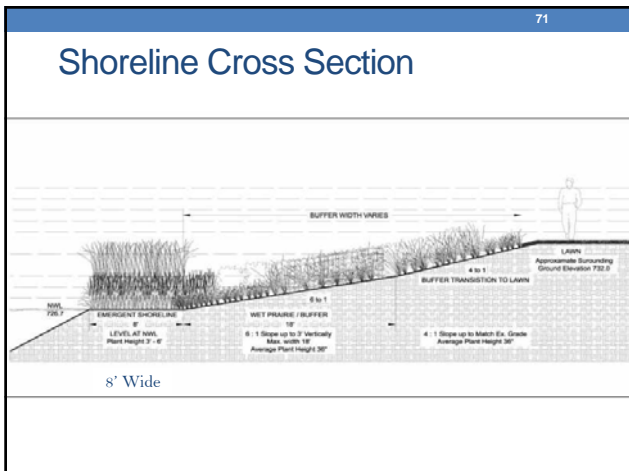 71
Shoreline Cross Section
BUFFER WIDTH VARIES
LAWN
Approxamate Surounding
Ground Elevation 732.0
4 to 1
BUFFER TRANSISTION TO LAWN
NWL
726.7
EMERGENT SHORELINE
8'
LEVEL AT NWL
Plant Height 3' - 6'
6 to 1
WET PRAIRIE / BUFFER
18'
6 : 1 Slope up to 3' Vertically
Max. width 18'
Average Plant Height 36"
4 : 1 Slope up to Match Ex. Grade
Average Plant Height 36"
8' Wide